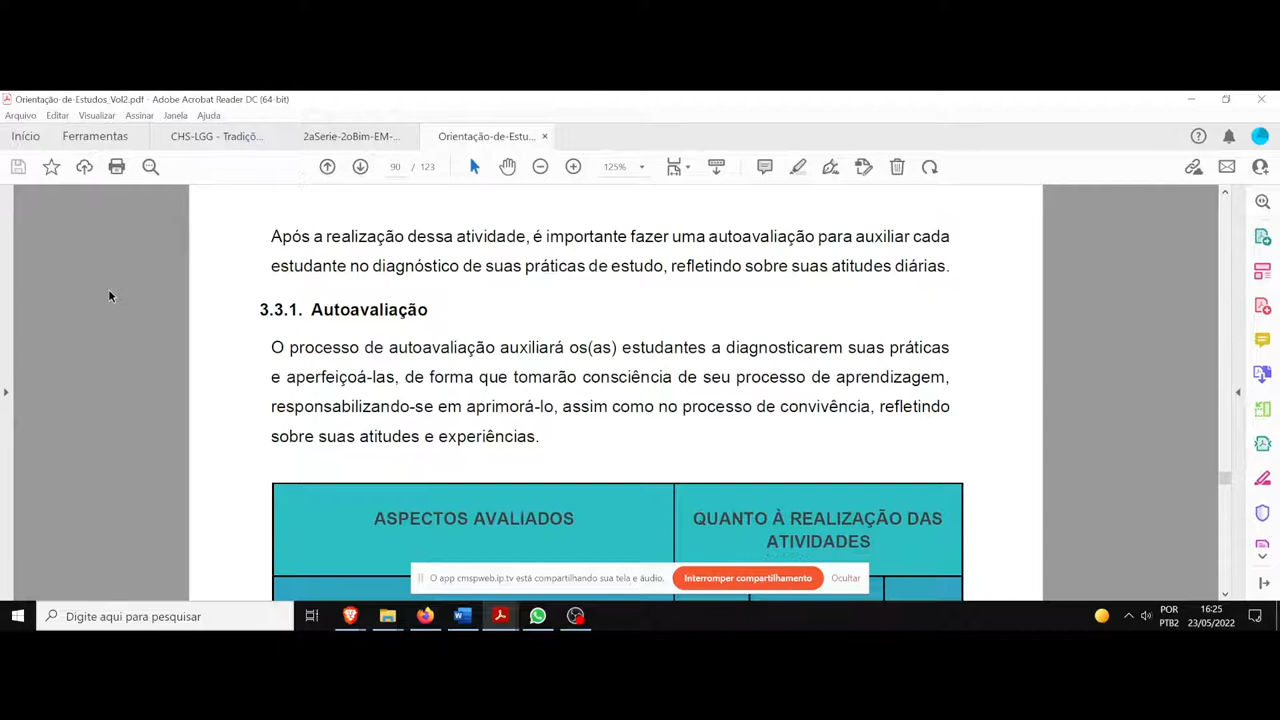 Orientação-de-Estudos_Vol2.pdf - Adobe Acrobat Reader DC (64-bit)
Arquivo Editar Visualizar Assinar Janela Ajuda
Início Ferramentas CHS-LGG - Tradiçõ... 2aSerie-2oBim-EM-... Orientação-de-Estu... ×
90 / 123 125%
Após a realização dessa atividade, é importante fazer uma autoavaliação para auxiliar cada
estudante no diagnóstico de suas práticas de estudo, refletindo sobre suas atitudes diárias.
3.3.1. Autoavaliação
O processo de autoavaliação auxiliará os(as) estudantes a diagnosticarem suas práticas
e aperfeiçoá-las, de forma que tomarão consciência de seu processo de aprendizagem,
responsabilizando-se em aprimorá-lo, assim como no processo de convivência, refletindo
sobre suas atitudes e experiências.
ASPECTOS AVALIADOS
QUANTO À REALIZAÇÃO DAS
ATIVIDADES
O app cmspweb.ip.tv está compartilhando sua tela e áudio. Interromper compartilhamento Ocultar
Digite aqui para pesquisar
POR
PTB2
16:25
23/05/2022